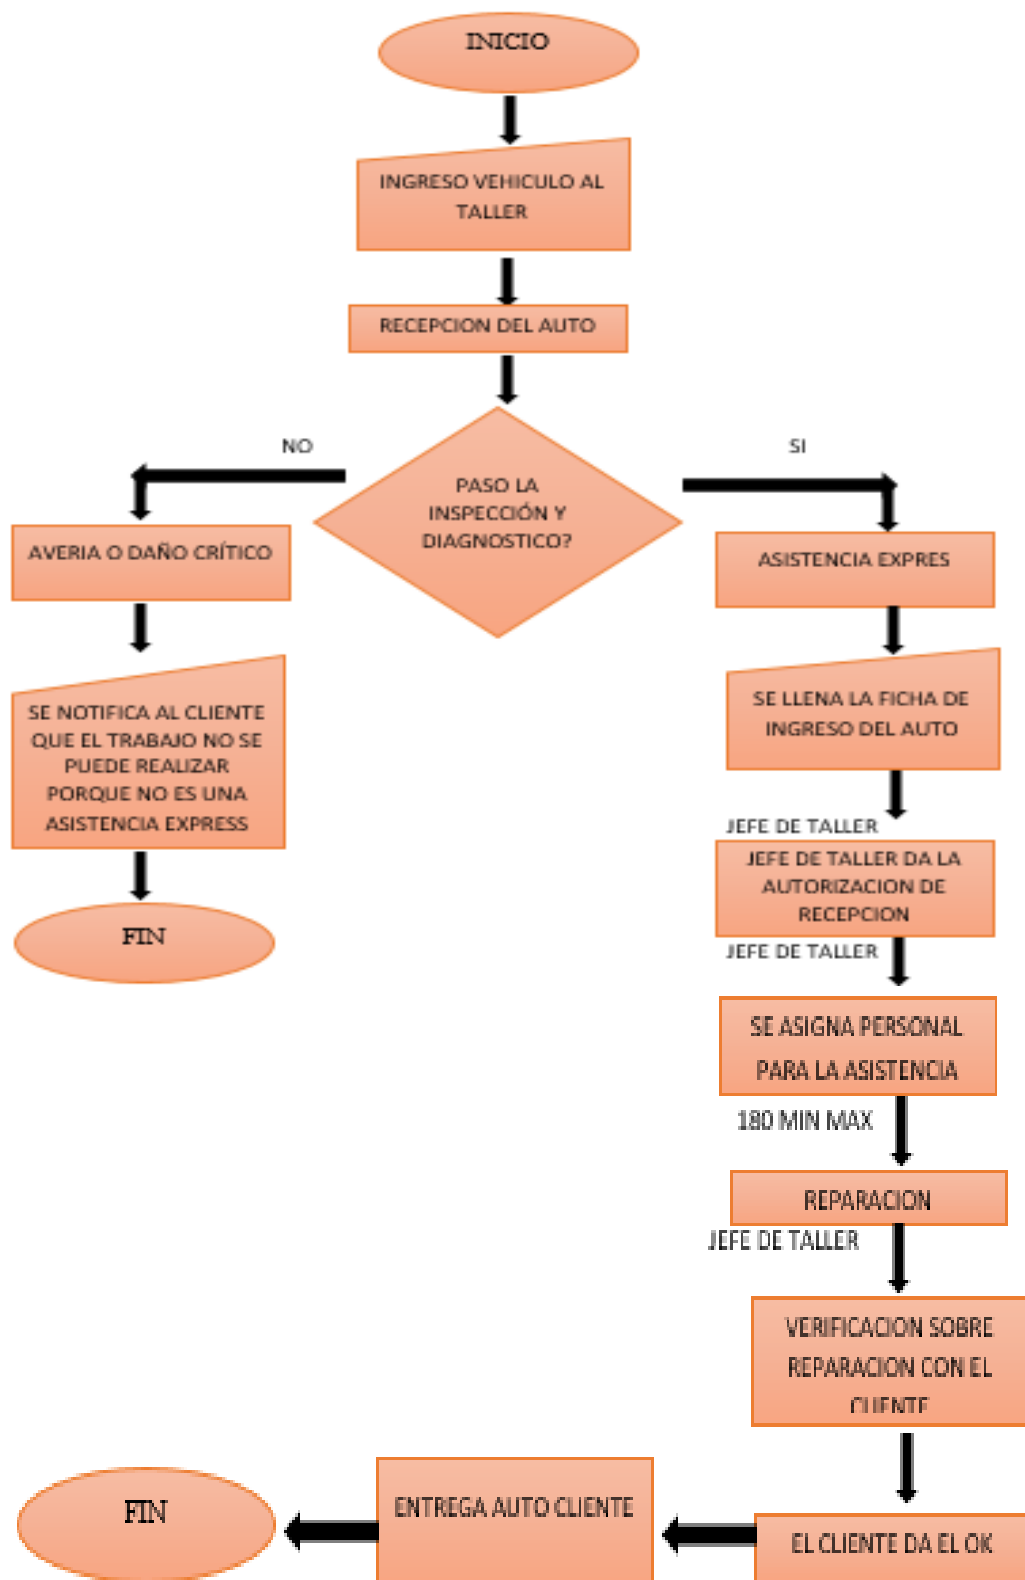 INICIO
INGRESO VEHICULO AL
TALLER
RECEPCION DEL AUTO
NO
SI
PASO LA
INSPECCIÓN Y
DIAGNOSTICO?
AVERIA O DAÑO CRÍTICO
SE NOTIFICA AL CLIENTE
QUE EL TRABAJO NO SE
PUEDE REALIZAR
PORQUE NO ES UNA
ASISTENCIA EXPRESS
FIN
ASISTENCIA EXPRES
SE LLENA LA FICHA DE
INGRESO DEL AUTO
JEFE DE TALLER
JEFE DE TALLER DA LA
AUTORIZACION DE
RECEPCION
JEFE DE TALLER
SE ASIGNA PERSONAL
PARA LA ASISTENCIA
180 MIN MAX
REPARACION
JEFE DE TALLER
VERIFICACION SOBRE
REPARACION CON EL
CLIENTE
EL CLIENTE DA EL OK
ENTREGA AUTO CLIENTE
FIN